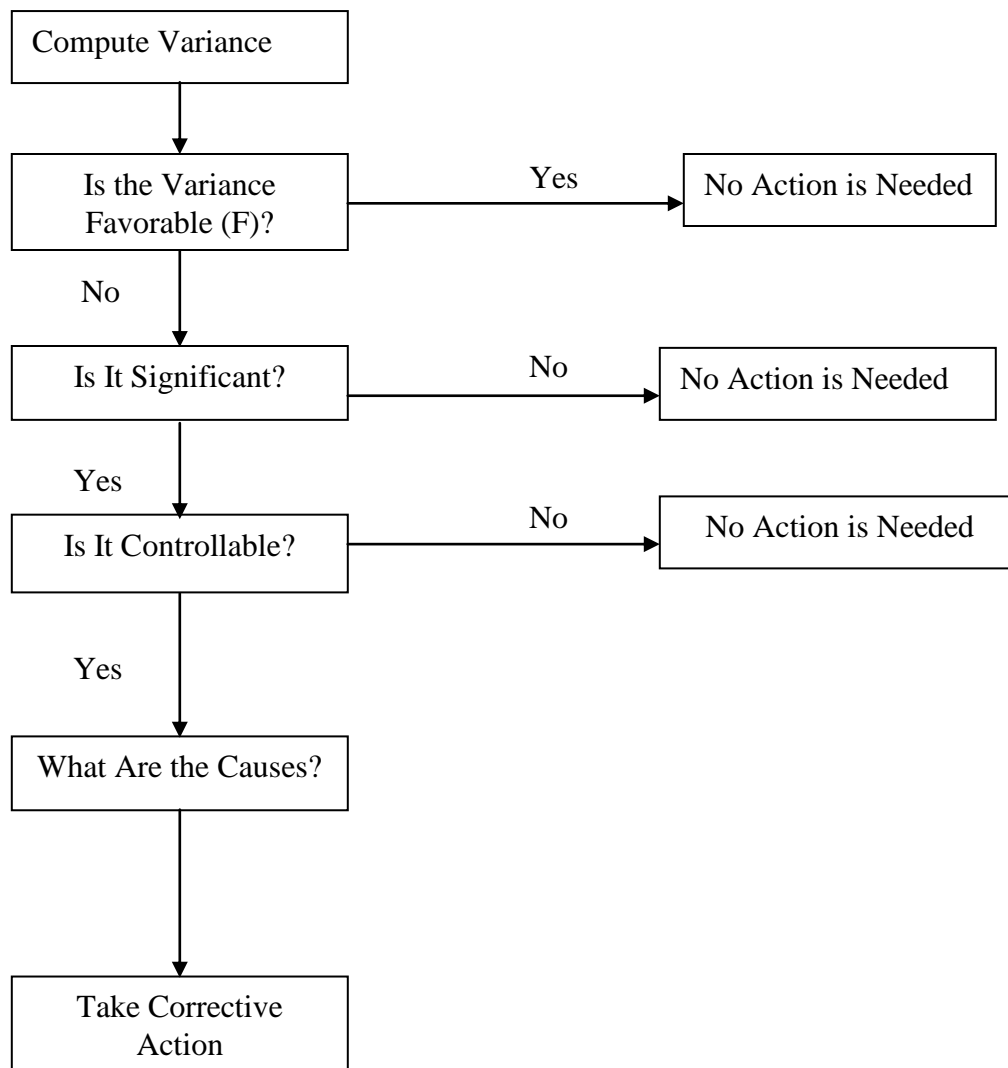 Compute Variance
Is the Variance
Favorable (F)?
Yes
No Action is Needed
No
Is It Significant?
No
No Action is Needed
Yes
Is It Controllable?
No
No Action is Needed
Yes
What Are the Causes?
Take Corrective
Action